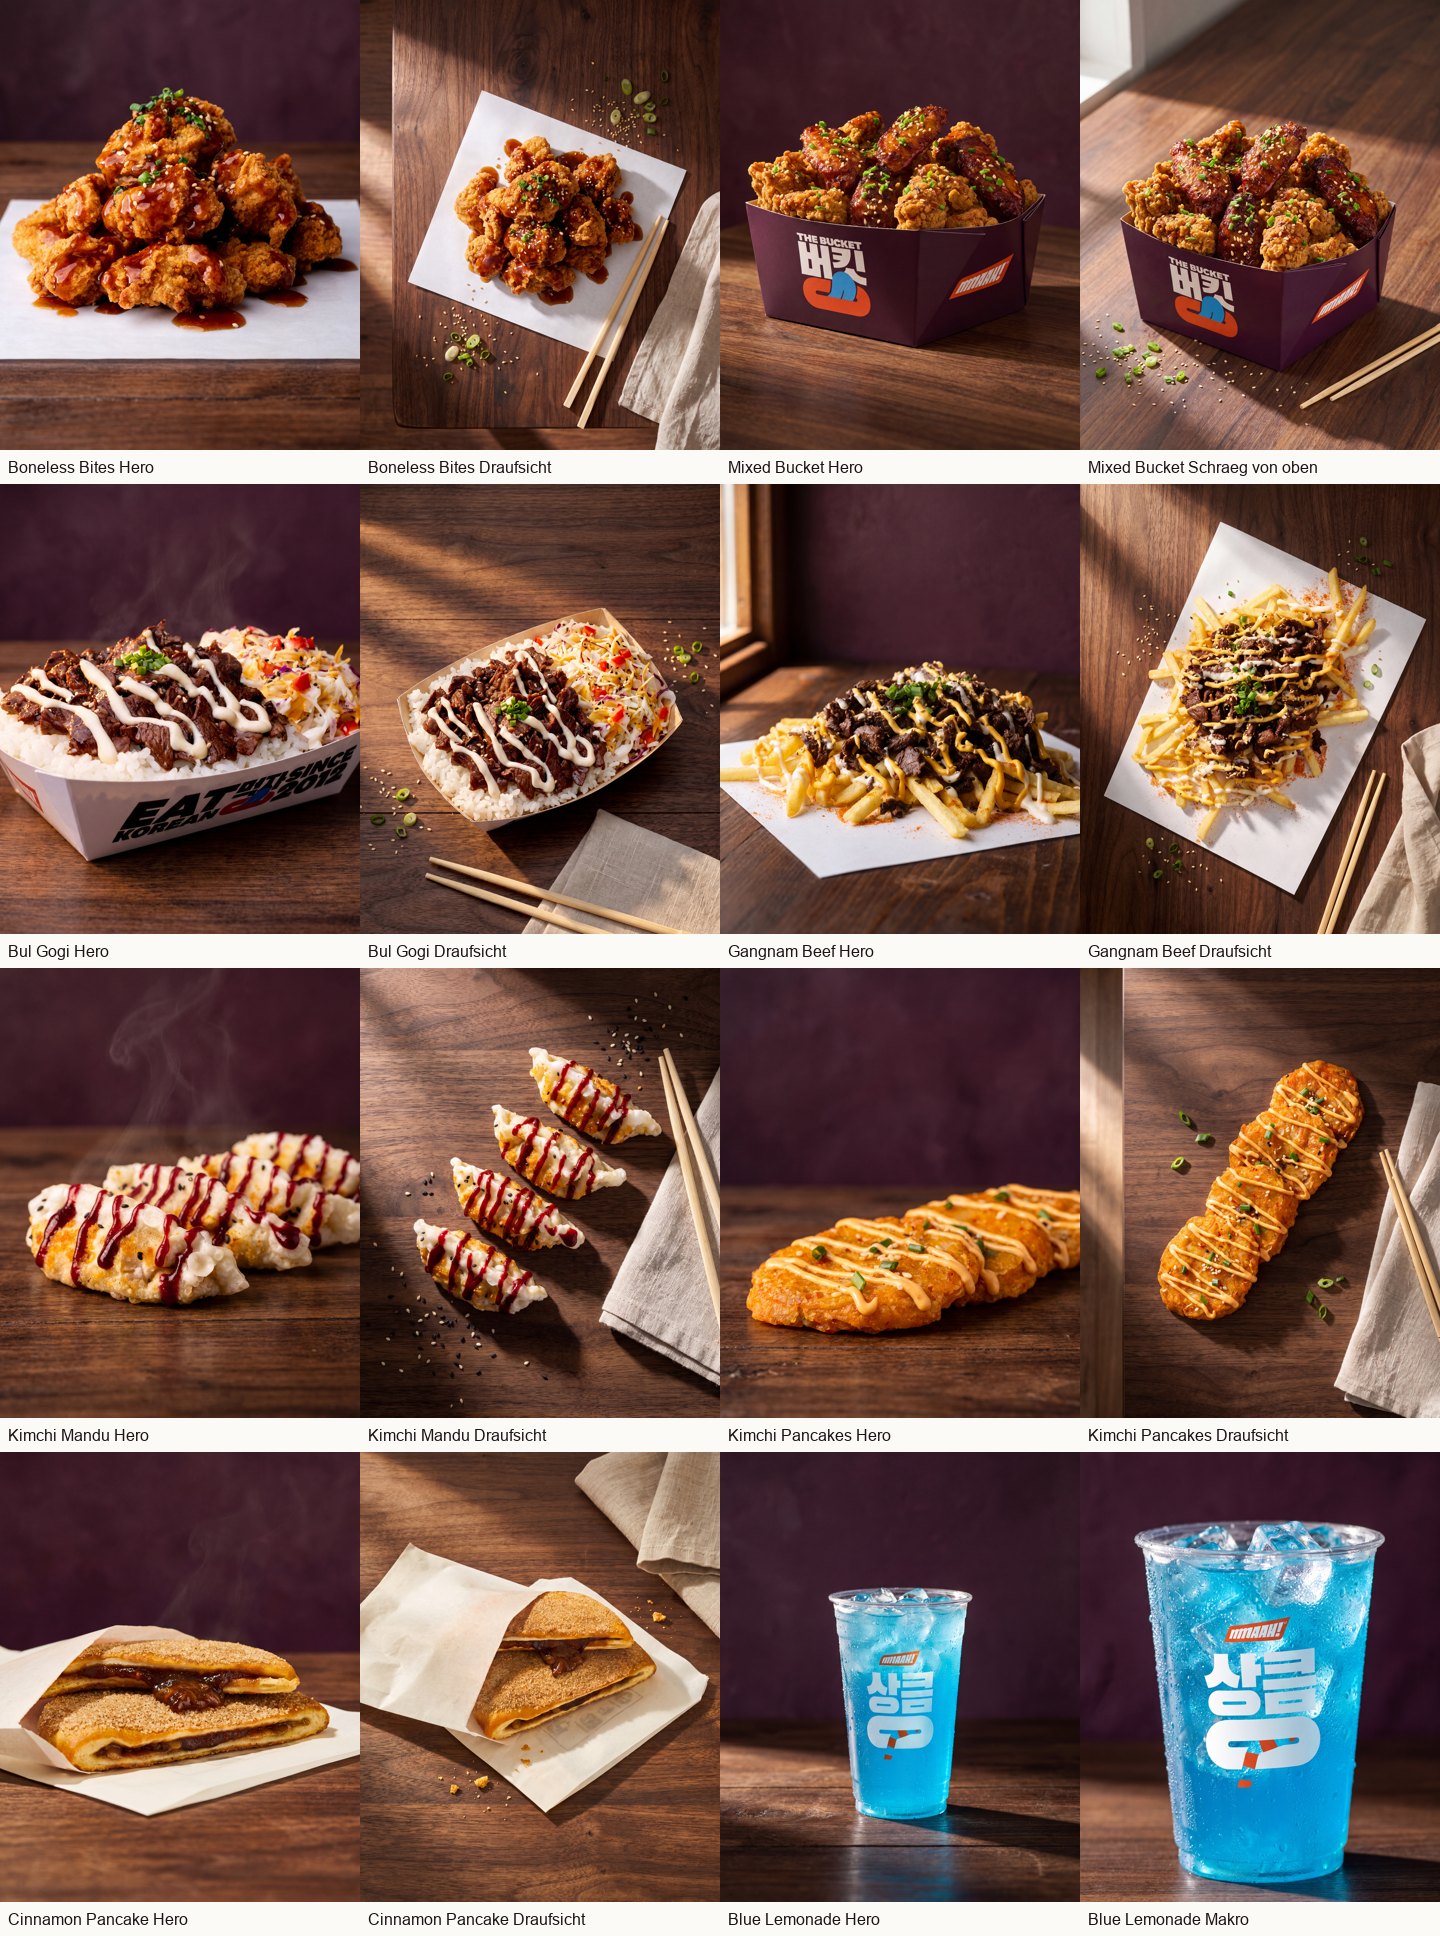 THE BUCKET
버킷
mmAAH!
THE BUCKET
버킷
mmAAH!
Boneless Bites Hero
Boneless Bites Draufsicht
Mixed Bucket Hero
Mixed Bucket Schraeg von oben
EAT
KOREAN
SINCE
2012
Bul Gogi Hero
Bul Gogi Draufsicht
Gangnam Beef Hero
Gangnam Beef Draufsicht
Kimchi Mandu Hero
Kimchi Mandu Draufsicht
Kimchi Pancakes Hero
Kimchi Pancakes Draufsicht
mmAAH!
상큼
mmAAH!
상큼
Cinnamon Pancake Hero
Cinnamon Pancake Draufsicht
Blue Lemonade Hero
Blue Lemonade Makro